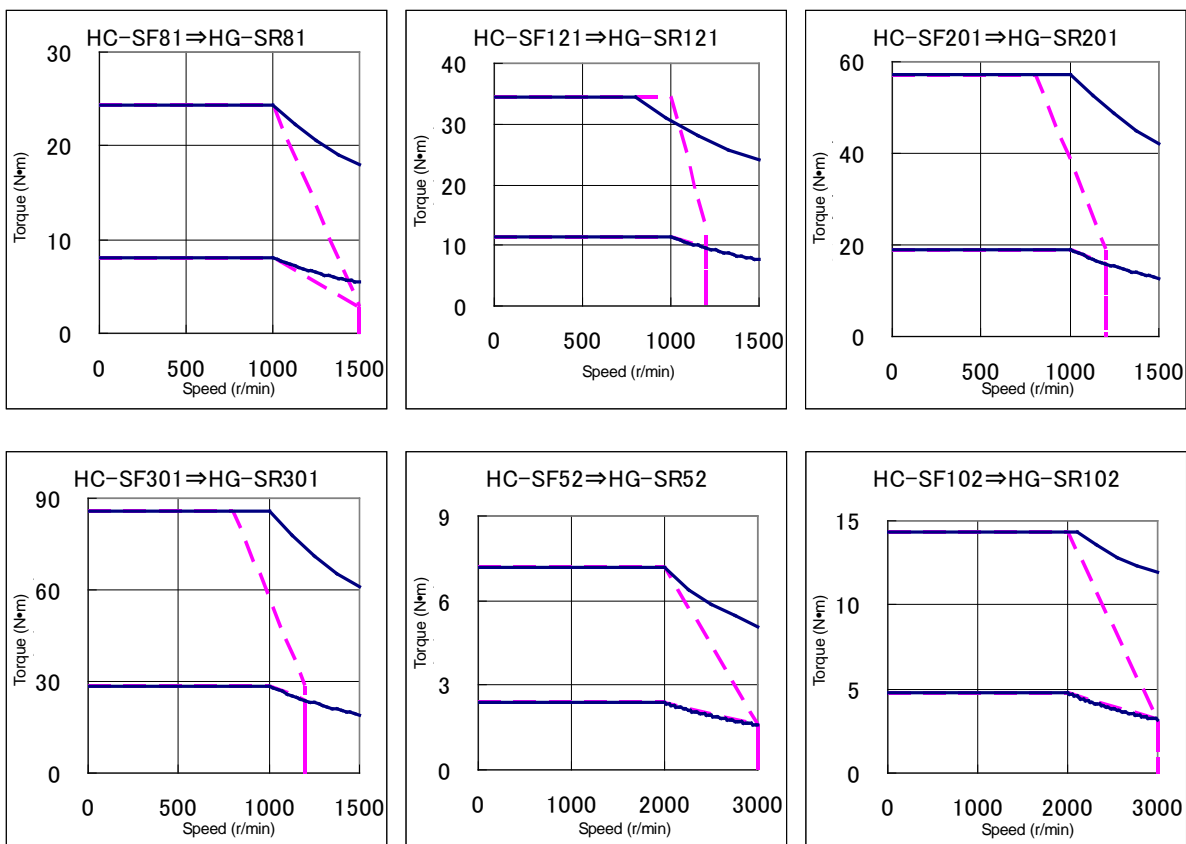 HC-SF81⇒HG-SR81
30
20
10
0
Torque (N•m)
0 500 1000 1500
Speed (r/min)
HC-SF121⇒HG-SR121
40
30
20
10
0
Torque (N•m)
0 500 1000 1500
Speed (r/min)
HC-SF201⇒HG-SR201
60
40
20
0
Torque (N•m)
0 500 1000 1500
Speed (r/min)
HC-SF301⇒HG-SR301
90
60
30
0
Torque (N•m)
0 500 1000 1500
Speed (r/min)
HC-SF52⇒HG-SR52
9
6
3
0
Torque (N•m)
0 1000 2000 3000
Speed (r/min)
HC-SF102⇒HG-SR102
15
10
5
0
Torque (N•m)
0 1000 2000 3000
Speed (r/min)